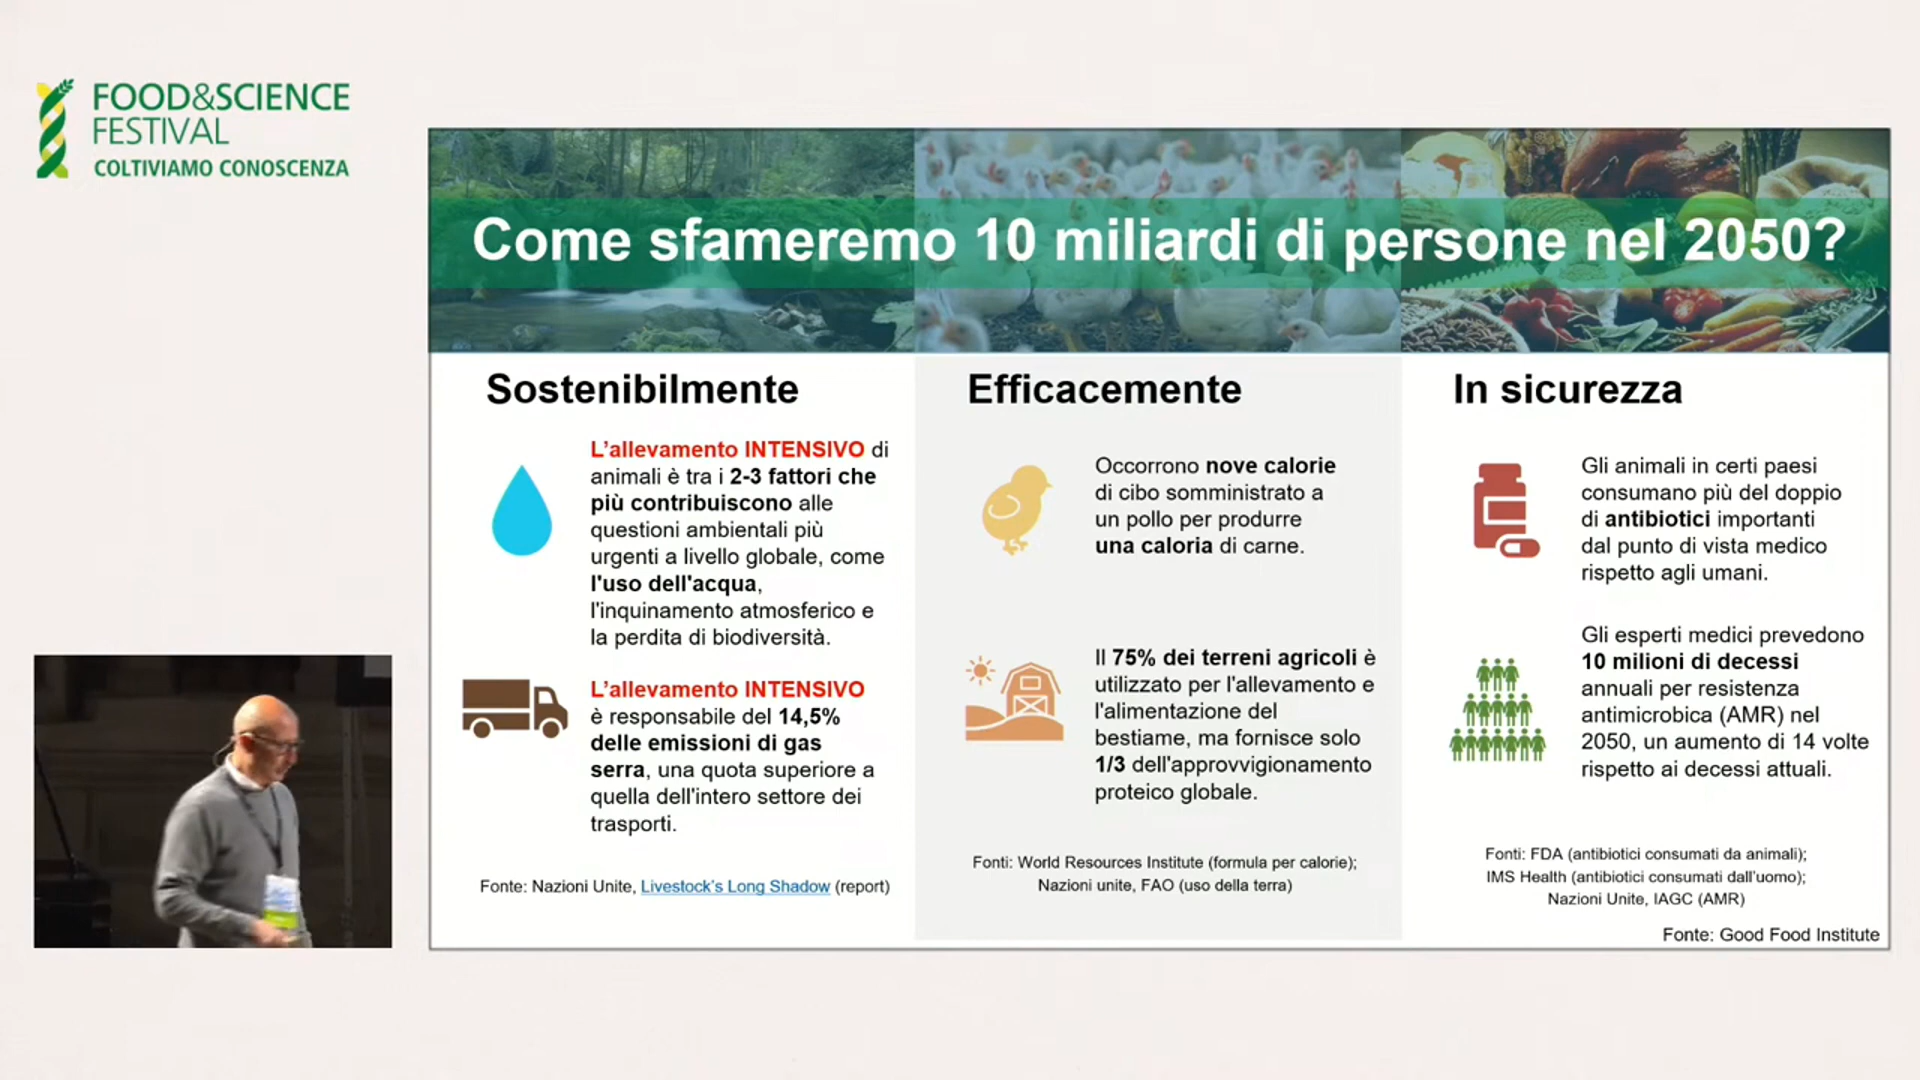 FOOD&SCIENCE
FESTIVAL
COLTIVIAMO CONOSCENZA
Come sfameremo 10 miliardi di persone nel 2050?
Sostenibilmente
L'allevamento INTENSIVO di
animali è tra i 2-3 fattori che
più contribuiscono alle
questioni ambientali più
urgenti a livello globale, come
l'uso dell'acqua,
l'inquinamento atmosferico e
la perdita di biodiversità.
L'allevamento INTENSIVO
è responsabile del 14,5%
delle emissioni di gas
serra, una quota superiore a
quella dell'intero settore dei
trasporti.
Fonte: Nazioni Unite, Livestock's Long Shadow (report)
Efficacemente
Occorrono nove calorie
di cibo somministrato a
un pollo per produrre
una caloria di carne.
Il 75% dei terreni agricoli è
utilizzato per l'allevamento e
l'alimentazione del
bestiame, ma fornisce solo
1/3 dell'approvvigionamento
proteico globale.
Fonti: World Resources Institute (formula per calorie);
Nazioni unite, FAO (uso della terra)
In sicurezza
Gli animali in certi paesi
consumano più del doppio
di antibiotici importanti
dal punto di vista medico
rispetto agli umani.
Gli esperti medici prevedono
10 milioni di decessi
annuali per resistenza
antimicrobica (AMR) nel
2050, un aumento di 14 volte
rispetto ai decessi attuali.
Fonti: FDA (antibiotici consumati da animali);
IMS Health (antibiotici consumati dall'uomo);
Nazioni Unite, IAGC (AMR)
Fonte: Good Food Institute